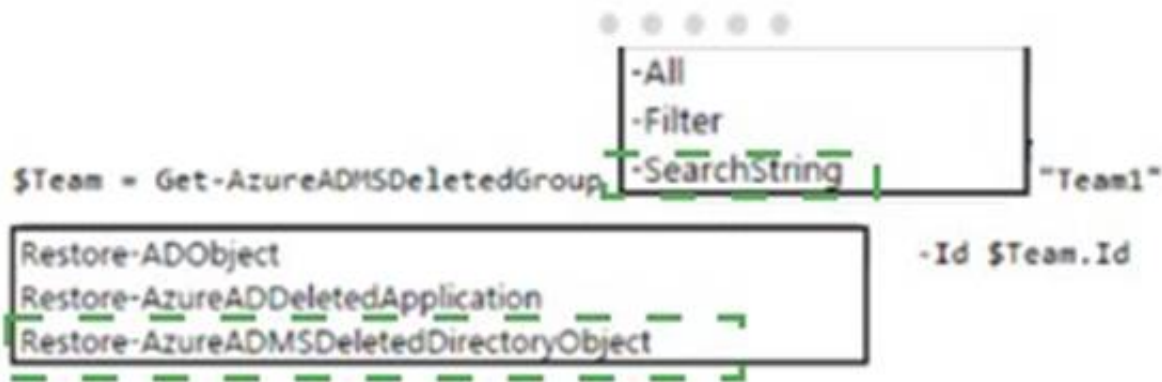 -All
-Filter
-SearchString
$Team = Get-AzureADMSDeletedGroup
"Team1"
Restore-ADObject
Restore-AzureADDeletedApplication
Restore-AzureADMSDeletedDirectoryObject
-Id $Team.Id